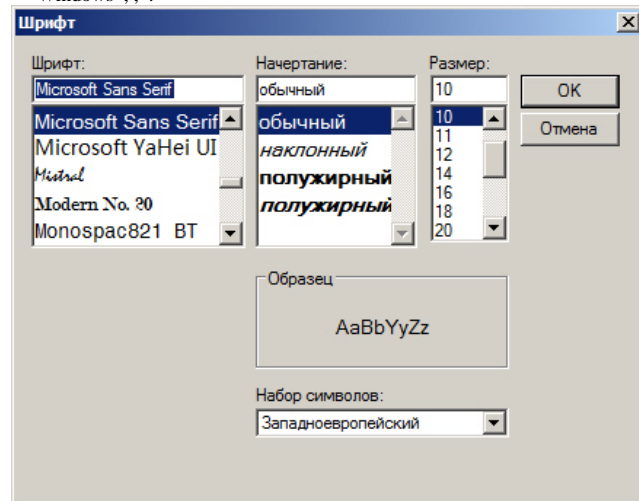 Шрифт
Шрифт:
Microsoft Sans Serif
Microsoft Sans Serif
Microsoft YaHei UI
Mistral
Modern No. 20
Monospac821 BT
Начертание:
обычный
обычный
наклонный
полужирный
полужирный
Размер:
10
10
11
12
14
16
18
20
OK
Отмена
Образец
AaBbYyZz
Набор символов:
Западноевропейский